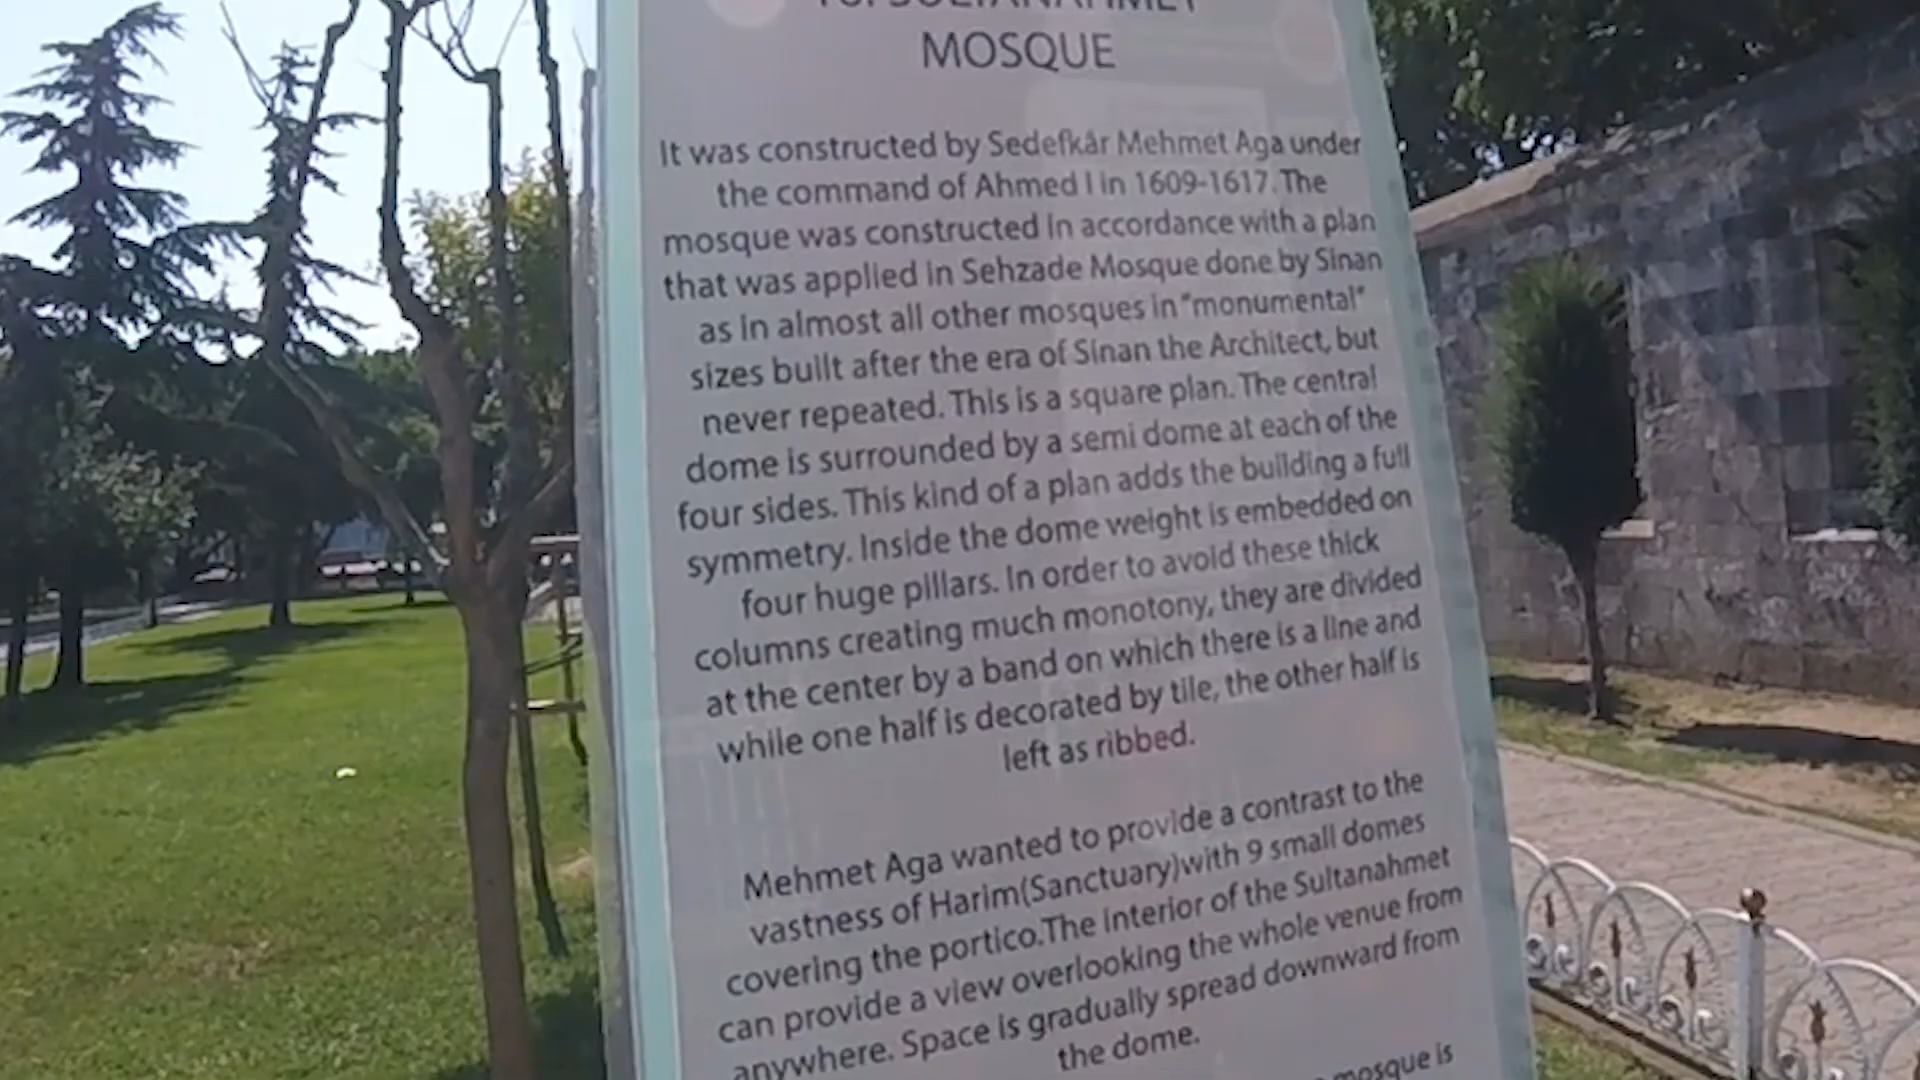 SULTANAHMET
MOSQUE
It was constructed by Sedefkâr Mehmet Aga under
the command of Ahmed I in 1609-1617. The
mosque was constructed in accordance with a plan
that was applied in Sehzade Mosque done by Sinan
as in almost all other mosques in "monumental"
sizes built after the era of Sinan the Architect, but
never repeated. This is a square plan. The central
dome is surrounded by a semi dome at each of the
four sides. This kind of a plan adds the building a full
symmetry. Inside the dome weight is embedded on
four huge pillars. In order to avoid these thick
columns creating much monotony, they are divided
at the center by a band on which there is a line and
while one half is decorated by tile, the other half is
left as ribbed.
Mehmet Aga wanted to provide a contrast to the
vastness of Harim(Sanctuary)with 9 small domes
covering the portico.The interior of the Sultanahmet
can provide a view overlooking the whole venue from
anywhere. Space is gradually spread downward from
the dome.
mosque is